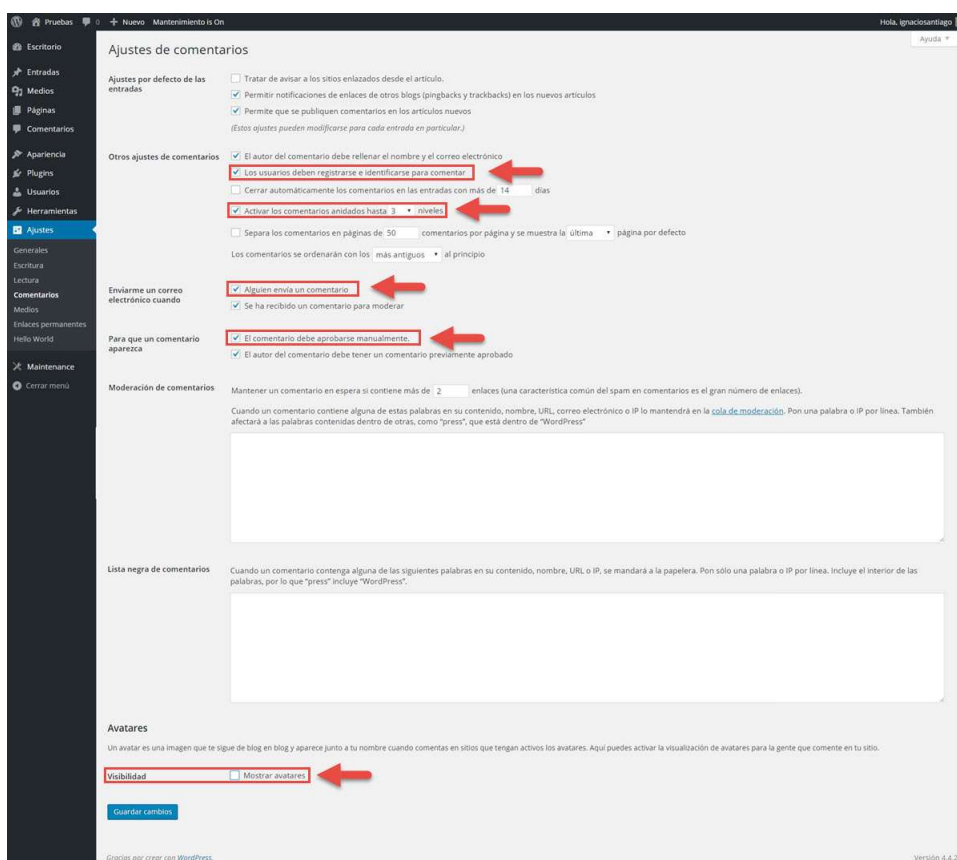 Pruebas 0 + Nuevo Mantenimiento is On Hola, ignaciosantiago
Ayuda
Escritorio
Entradas
Medios
Páginas
Comentarios
Apariencia
Plugins
Usuarios
Herramientas
Ajustes
Generales
Escritura
Lectura
Comentarios
Medios
Enlaces permanentes
Hello World
Maintenance
Cerrar menú
Ajustes de comentarios
Ajustes por defecto de las
entradas
Tratar de avisar a los sitios enlazados desde el artículo.
Permitir notificaciones de enlaces de otros blogs (pingbacks y trackbacks) en los nuevos artículos
Permite que se publiquen comentarios en los artículos nuevos
(Estos ajustes pueden modificarse para cada entrada en particular.)
Otros ajustes de comentarios
El autor del comentario debe rellenar el nombre y el correo electrónico
Los usuarios deben registrarse e identificarse para comentar
Cerrar automáticamente los comentarios en las entradas con más de 14 días
Activar los comentarios anidados hasta 3 niveles
Separa los comentarios en páginas de 50 comentarios por página y se muestra la última página por defecto
Los comentarios se ordenarán con los más antiguos al principio
Enviarme un correo
electrónico cuando
Alguien envía un comentario
Se ha recibido un comentario para moderar
Para que un comentario
aparezca
El comentario debe aprobarse manualmente.
El autor del comentario debe tener un comentario previamente aprobado
Moderación de comentarios
Mantener un comentario en espera si contiene más de 2 enlaces (una característica común del spam en comentarios es el gran número de enlaces).
Cuando un comentario contiene alguna de estas palabras en su contenido, nombre, URL, correo electrónico o IP lo mantendrá en la cola de moderación. Pon una palabra o IP por línea. También
afectará a las palabras contenidas dentro de otras, como "press", que está dentro de "WordPress"
Lista negra de comentarios
Cuando un comentario contenga alguna de las siguientes palabras en su contenido, nombre, URL o IP, se mandará a la papelera. Pon sólo una palabra o IP por línea. Incluye el interior de las
palabras, por lo que "press" incluye "WordPress".
Avatares
Un avatar es una imagen que te sigue de blog en blog y aparece junto a tu nombre cuando comentas en sitios que tengan activos los avatares. Aquí puedes activar la visualización de avatares para la gente que comente en tu sitio.
Visibilidad Mostrar avatares
Guardar cambios
Gracias por crear con WordPress. Versión 4.4.2